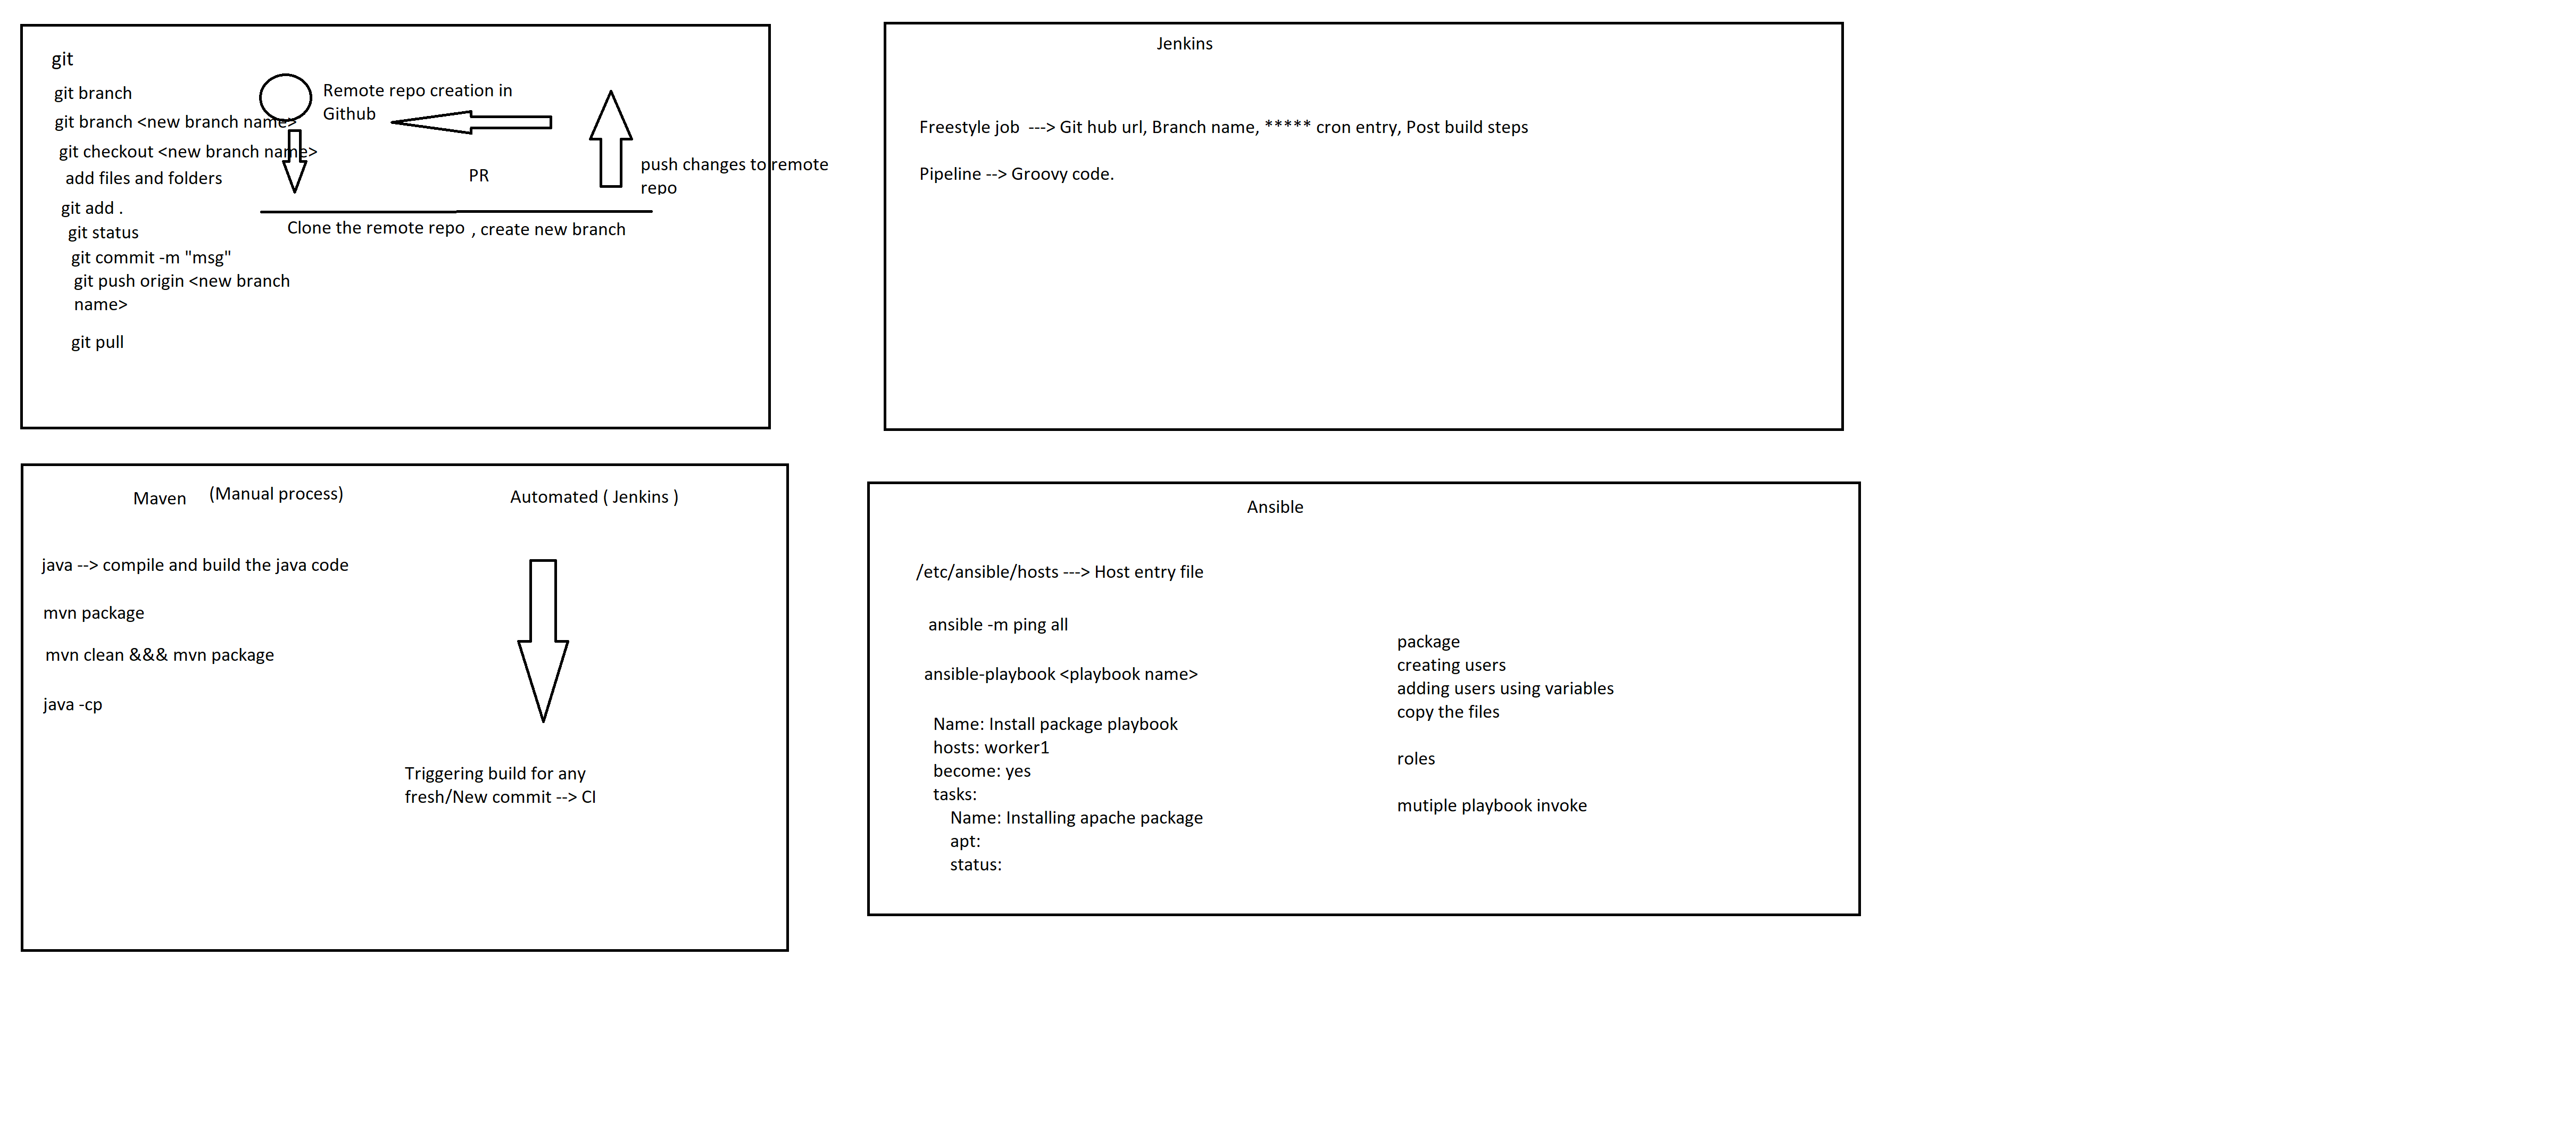 git
git branch
git branch <new branch name>
git checkout <new branch name>
add files and folders
git add .
git status
git commit -m "msg"
git push origin <new branch
name>
git pull
Remote repo creation in
Github
PR
push changes to remote
repo
Clone the remote repo , create new branch
Jenkins
Freestyle job ---> Git hub url, Branch name, ***** cron entry, Post build steps
Pipeline --> Groovy code.
Maven (Manual process)
java --> compile and build the java code
mvn package
mvn clean &&& mvn package
java -cp
Automated ( Jenkins )
Triggering build for any
fresh/New commit --> CI
Ansible
/etc/ansible/hosts ---> Host entry file
ansible -m ping all
ansible-playbook <playbook name>
Name: Install package playbook
hosts: worker1
become: yes
tasks:
Name: Installing apache package
apt:
status:
package
creating users
adding users using variables
copy the files
roles
mutiple playbook invoke